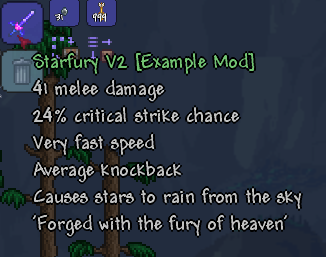 31
999
Starfury V2 [Example Mod]
41 melee damage
24% critical strike chance
Very fast speed
Average knockback
Causes stars to rain from the sky
'Forged with the fury of heaven'